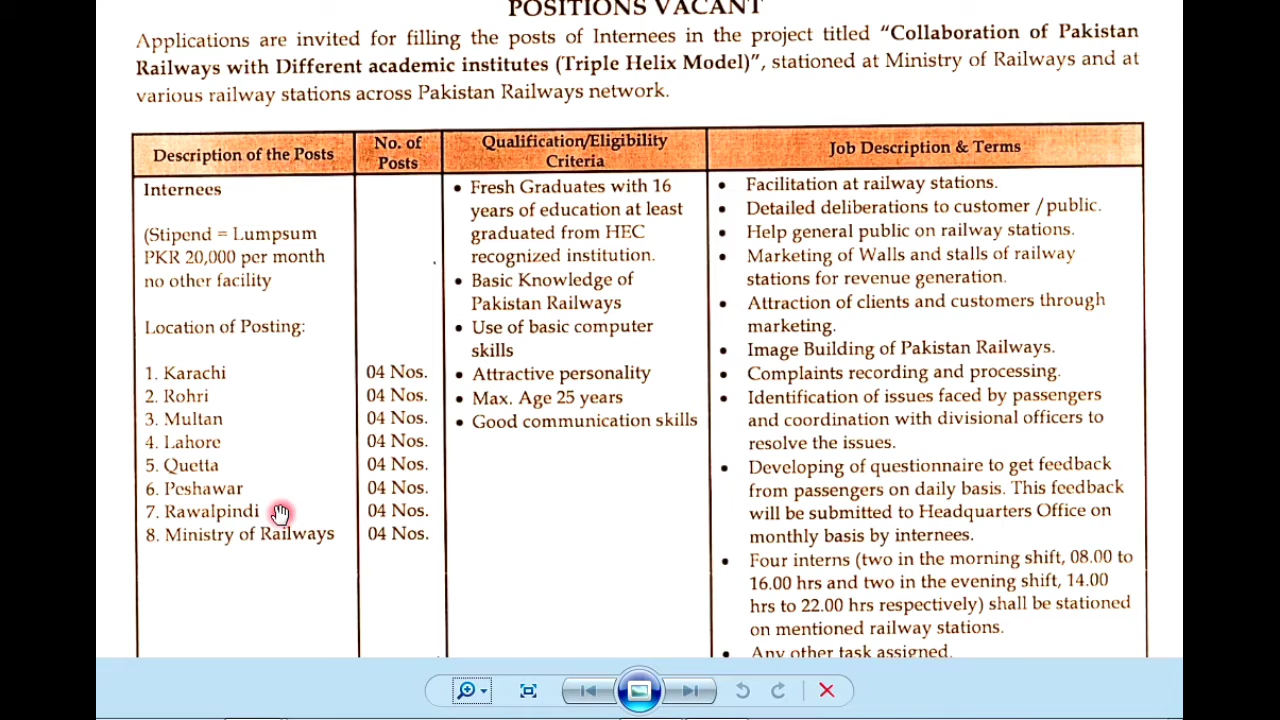 POSITIONS VACANT
Applications are invited for filling the posts of Internees in the project titled "Collaboration of Pakistan
Railways with Different academic institutes (Triple Helix Model)", stationed at Ministry of Railways and at
various railway stations across Pakistan Railways network.
Description of the Posts
No. of
Posts
Qualification/Eligibility
Criteria
Job Description & Terms
Internees
(Stipend = Lumpsum
PKR 20,000 per month
no other facility
Location of Posting:
1. Karachi 04 Nos.
2. Rohri 04 Nos.
3. Multan 04 Nos.
4. Lahore 04 Nos.
5. Quetta 04 Nos.
6. Peshawar 04 Nos.
7. Rawalpindi 04 Nos.
8. Ministry of Railways 04 Nos.
• Fresh Graduates with 16
years of education at least
graduated from HEC
recognized institution.
• Basic Knowledge of
Pakistan Railways
• Use of basic computer
skills
• Attractive personality
• Max. Age 25 years
• Good communication skills
• Facilitation at railway stations.
• Detailed deliberations to customer / public.
• Help general public on railway stations.
• Marketing of Walls and stalls of railway
stations for revenue generation.
• Attraction of clients and customers through
marketing.
• Image Building of Pakistan Railways.
• Complaints recording and processing.
• Identification of issues faced by passengers
and coordination with divisional officers to
resolve the issues.
• Developing of questionnaire to get feedback
from passengers on daily basis. This feedback
will be submitted to Headquarters Office on
monthly basis by internees.
• Four interns (two in the morning shift, 08.00 to
16.00 hrs and two in the evening shift, 14.00
hrs to 22.00 hrs respectively) shall be stationed
on mentioned railway stations.
• Any other task assigned.